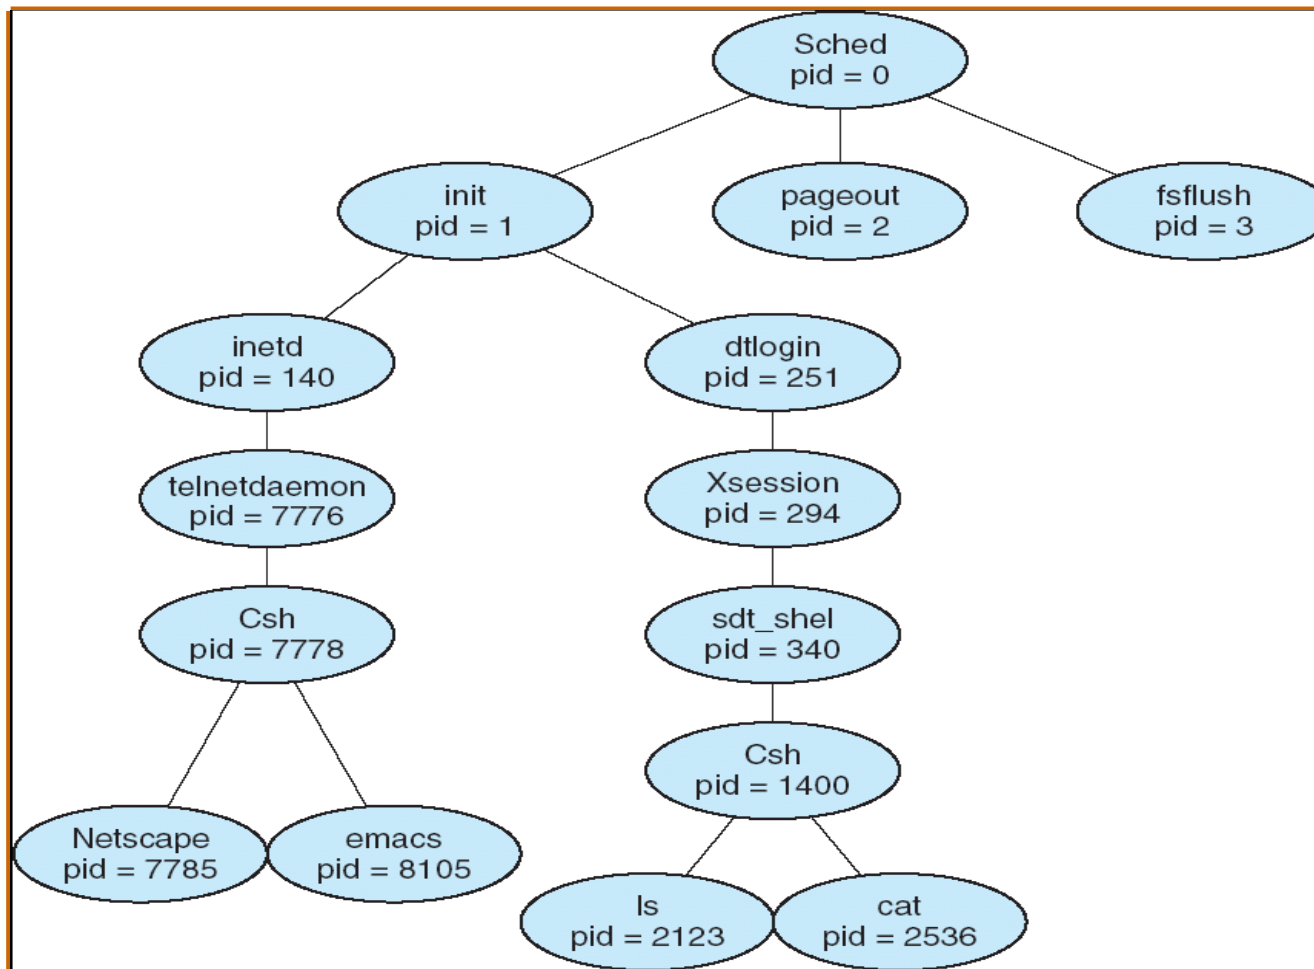 Sched
pid = 0
init
pid = 1
pageout
pid = 2
fsflush
pid = 3
inetd
pid = 140
dtlogin
pid = 251
telnetdaemon
pid = 7776
Xsession
pid = 294
Csh
pid = 7778
sdt_shel
pid = 340
Csh
pid = 1400
Netscape
pid = 7785
emacs
pid = 8105
ls
pid = 2123
cat
pid = 2536